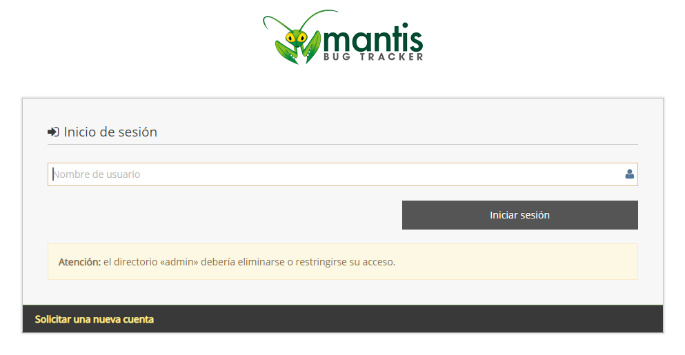 mantis
BUG TRACKER
Inicio de sesión
Nombre de usuario
Iniciar sesión
Atención: el directorio «admin» debería eliminarse o restringirse su acceso.
Solicitar una nueva cuenta